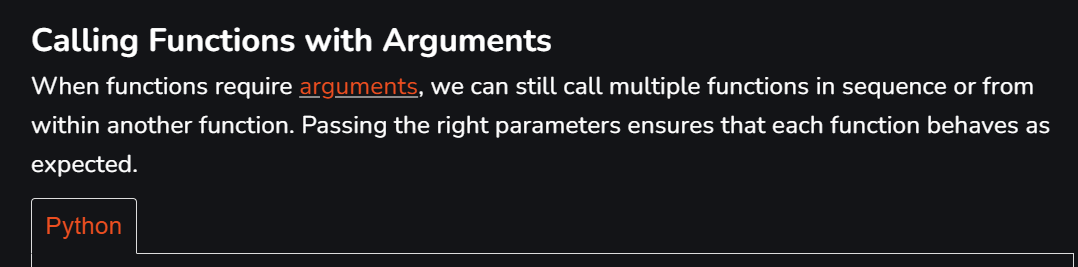 Calling Functions with Arguments
When functions require arguments, we can still call multiple functions in sequence or from
within another function. Passing the right parameters ensures that each function behaves as
expected.
Python